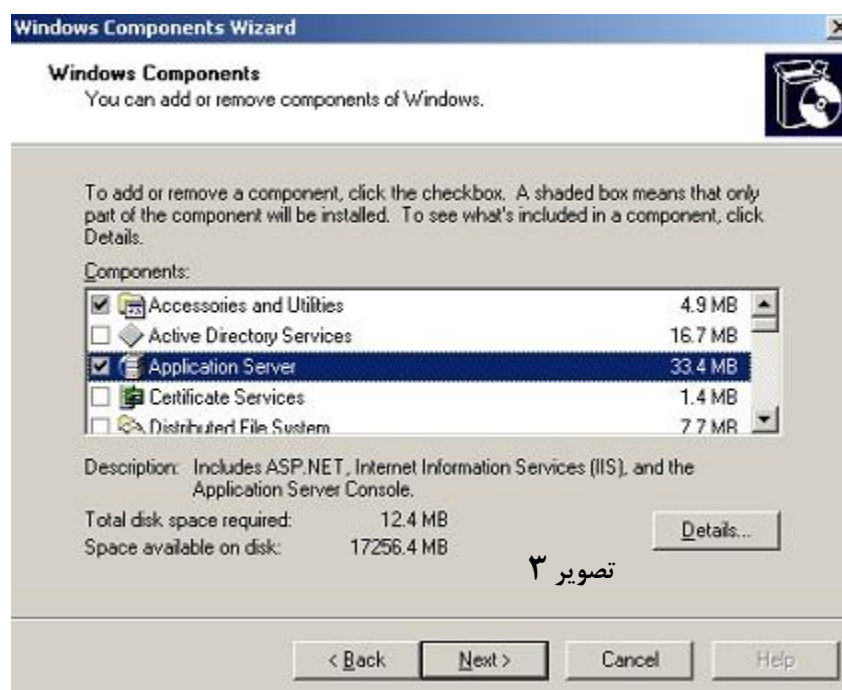 Windows Components Wizard
Windows Components
You can add or remove components of Windows.
To add or remove a component, click the checkbox. A shaded box means that only
part of the component will be installed. To see what's included in a component, click
Details.
Components:
Accessories and Utilities 4.9 MB
Active Directory Services 16.7 MB
Application Server 33.4 MB
Certificate Services 1.4 MB
Distributed File System 7.7 MB
Description: Includes ASP.NET, Internet Information Services (IIS), and the
Application Server Console.
Total disk space required: 12.4 MB
Details...
Space available on disk: 17256.4 MB
تصویر ۳
< Back Next > Cancel Help